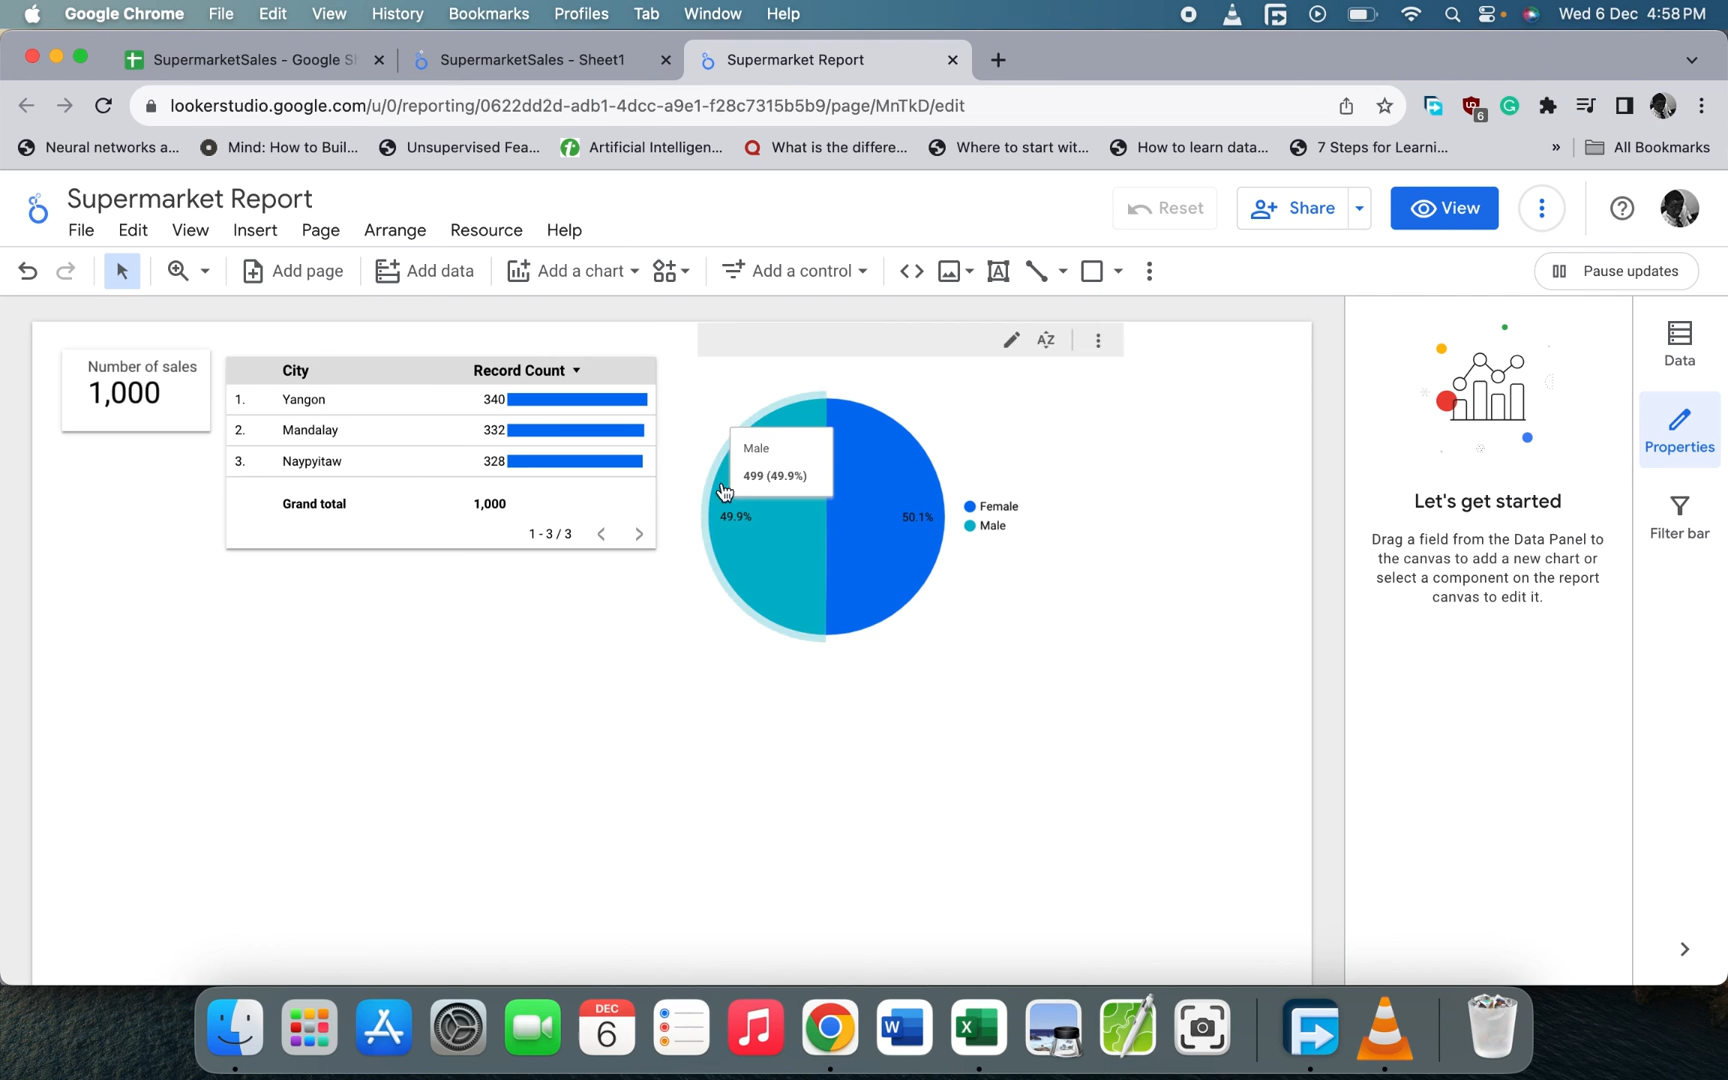 Google Chrome File Edit View History Bookmarks Profiles Tab Window Help Wed 6 Dec 4:58 PM
SupermarketSales - Google Sh SupermarketSales - Sheet1 Supermarket Report
lookerstudio.google.com/u/0/reporting/0622dd2d-adb1-4dcc-a9e1-f28c7315b5b9/page/MnTkD/edit 6
Neural networks a... Mind: How to Buil... Unsupervised Fea... Artificial Intelligen... What is the differe... Where to start wit... How to learn data... 7 Steps for Learni... » All Bookmarks
Supermarket Report
Reset Share View
File Edit View Insert Page Arrange Resource Help
Add page Add data Add a chart Add a control Pause updates
Number of sales
1,000
City Record Count
1. Yangon 340
2. Mandalay 332
3. Naypyitaw 328
Grand total 1,000
1 - 3 / 3
AZ
Male
499 (49.9%)
49.9% 50.1%
Female
Male
Let's get started
Drag a field from the Data Panel to
the canvas to add a new chart or
select a component on the report
canvas to edit it.
Data
Properties
Filter bar
DEC
6